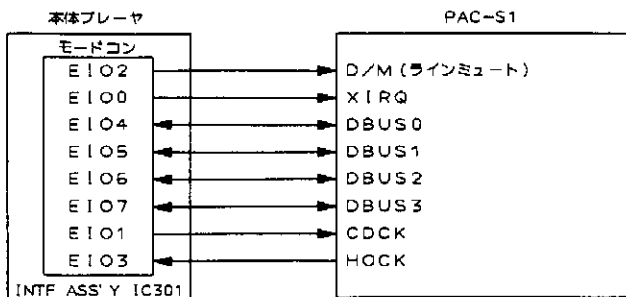 本体プレーヤ PAC-S1
モードコン
EIO2 D/M(ラインミュート)
EIO0 XIRQ
EIO4 DBUS0
EIO5 DBUS1
EIO6 DBUS2
EIO7 DBUS3
EIO1 CDCK
EIO3 HOCK
INTF ASS'Y IC301